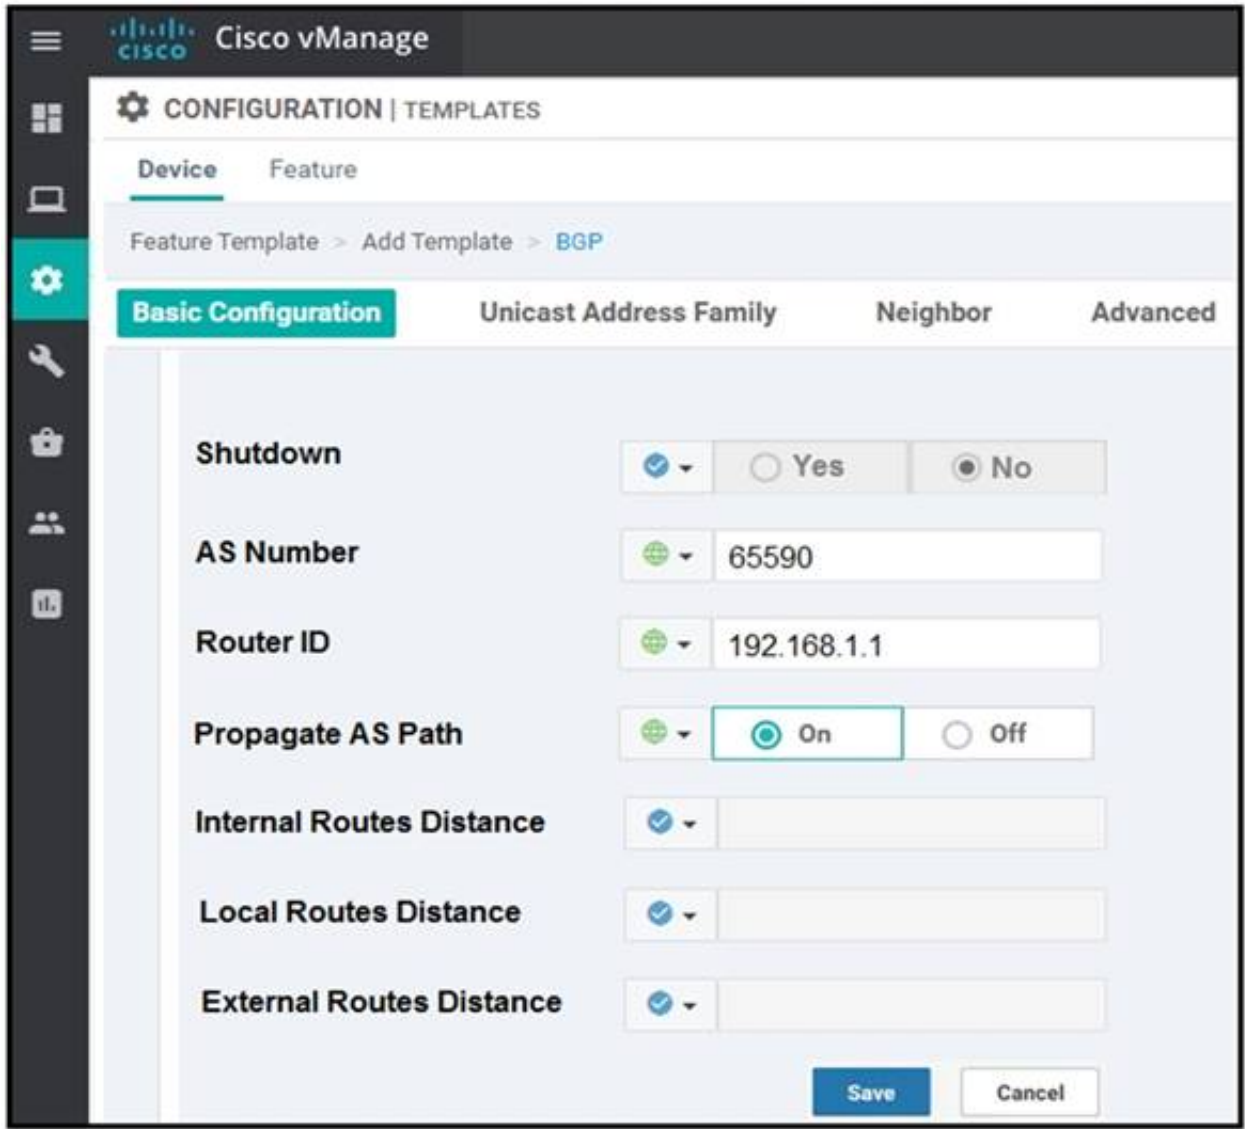 CISCO Cisco vManage
CONFIGURATION | TEMPLATES
Device Feature
Feature Template > Add Template > BGP
Basic Configuration Unicast Address Family Neighbor Advanced
Shutdown Yes No
AS Number 65590
Router ID 192.168.1.1
Propagate AS Path On Off
Internal Routes Distance
Local Routes Distance
External Routes Distance
Save Cancel